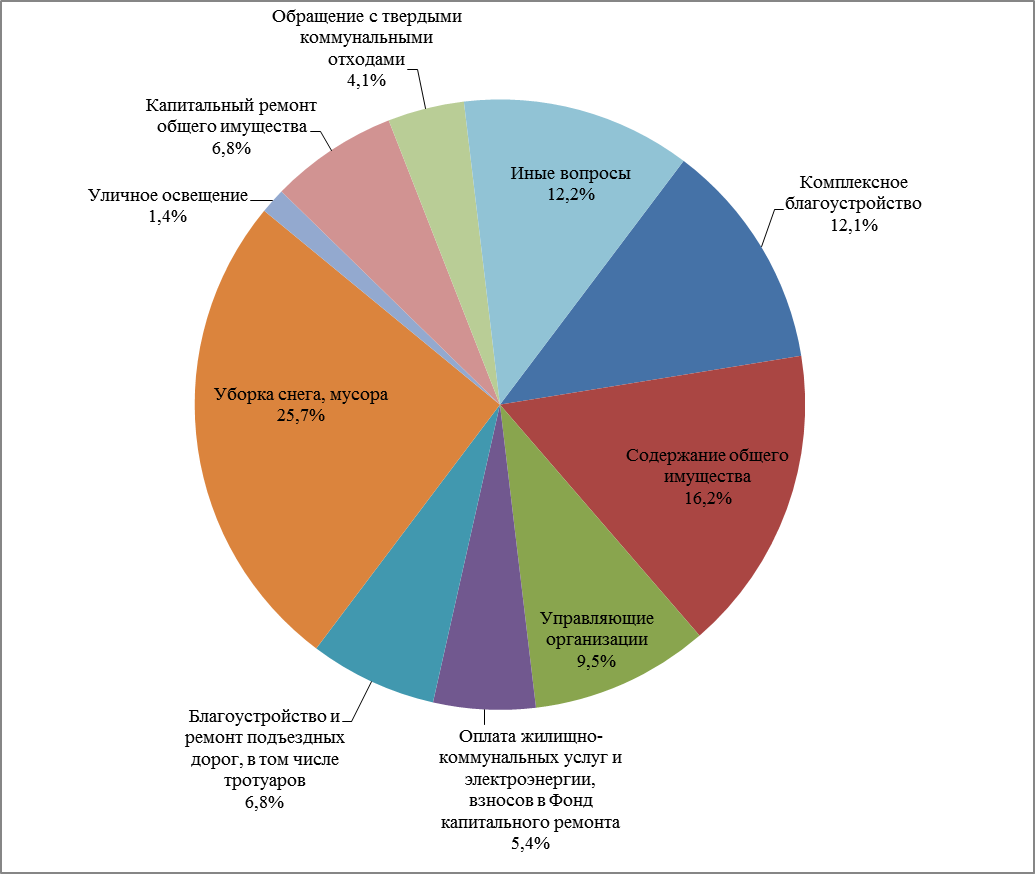 Обращение с твердыми
коммунальными
отходами
4,1%
Капитальный ремонт
общего имущества
6,8%
Уличное освещение
1,4%
Иные вопросы
12,2%
Комплексное
благоустройство
12,1%
Уборка снега, мусора
25,7%
Содержание общего
имущества
16,2%
Управляющие
организации
9,5%
Благоустройство и
ремонт подъездных
дорог, в том числе
тротуаров
6,8%
Оплата жилищно-
коммунальных услуг и
электроэнергии,
взносов в Фонд
капитального ремонта
5,4%